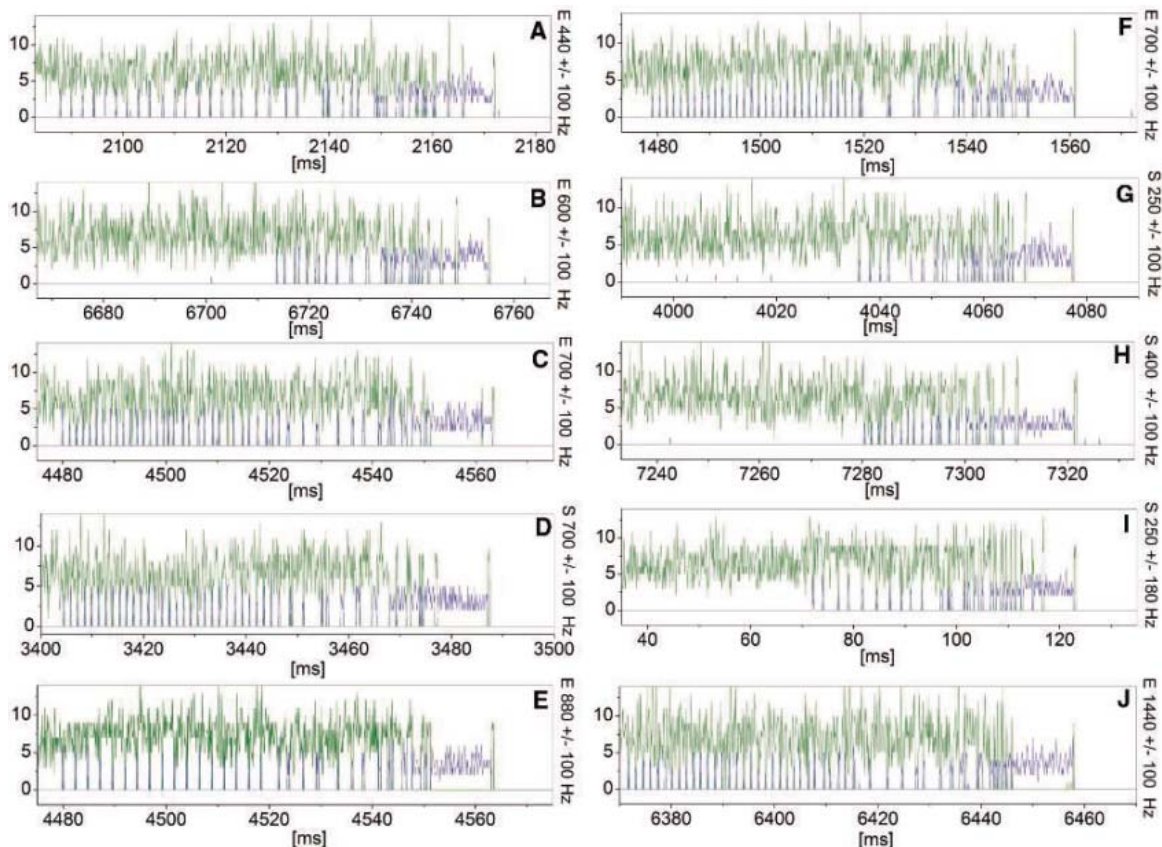 A
E 440 +/- 100 Hz
10
5
0
2100 2120 2140 2160 2180
[ms]
B
E 600 +/- 100 Hz
10
5
0
6680 6700 6720 6740 6760
[ms]
C
E 700 +/- 100 Hz
10
5
0
4480 4500 4520 4540 4560
[ms]
D
S 700 +/- 100 Hz
10
5
0
3400 3420 3440 3460 3480 3500
[ms]
E
E 880 +/- 100 Hz
10
5
0
4480 4500 4520 4540 4560
[ms]
F
E 700 +/- 100 Hz
10
5
0
1480 1500 1520 1540 1560
[ms]
G
S 250 +/- 100 Hz
10
5
0
4000 4020 4040 4060 4080
[ms]
H
S 400 +/- 100 Hz
10
5
0
7240 7260 7280 7300 7320
[ms]
I
S 250 +/- 180 Hz
10
5
0
40 60 80 100 120
[ms]
J
E 1440 +/- 100 Hz
10
5
0
6380 6400 6420 6440 6460
[ms]